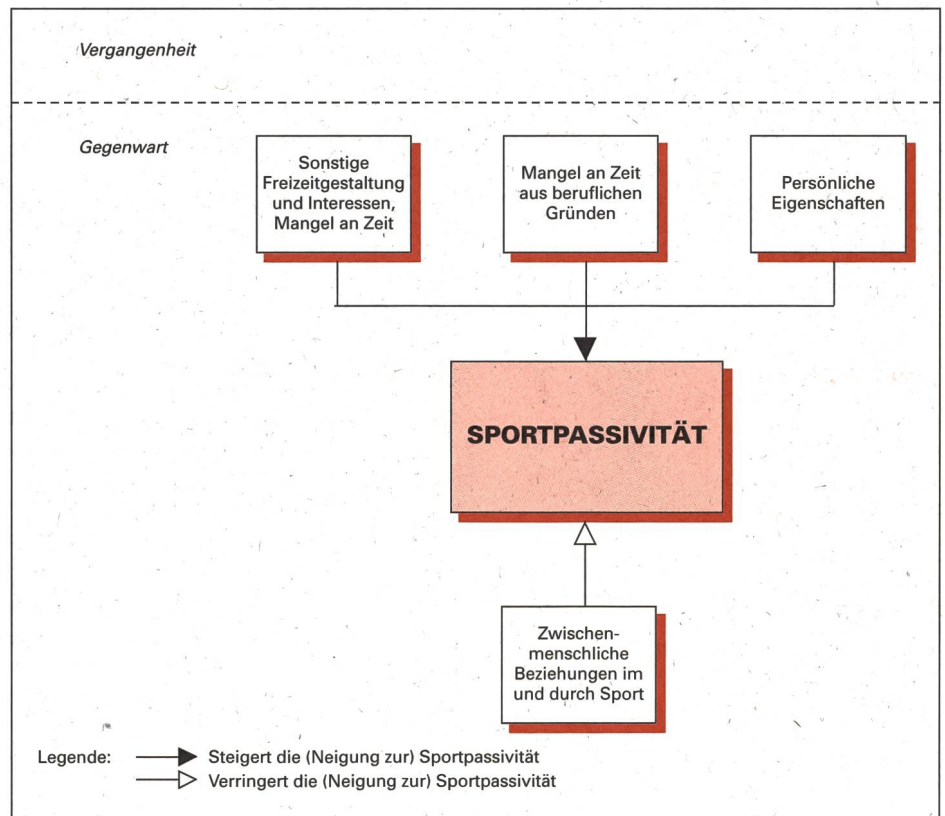 Vergangenheit
Gegenwart
Sonstige
Freizeitgestaltung
und Interessen,
Mangel an Zeit
Mangel an Zeit
aus beruflichen
Gründen
Persönliche
Eigenschaften
SPORTPASSIVITÄT
Zwischen-
menschliche
Beziehungen im
und durch Sport
Legende:
Steigert die (Neigung zur) Sportpassivität
Verringert die (Neigung zur) Sportpassivität